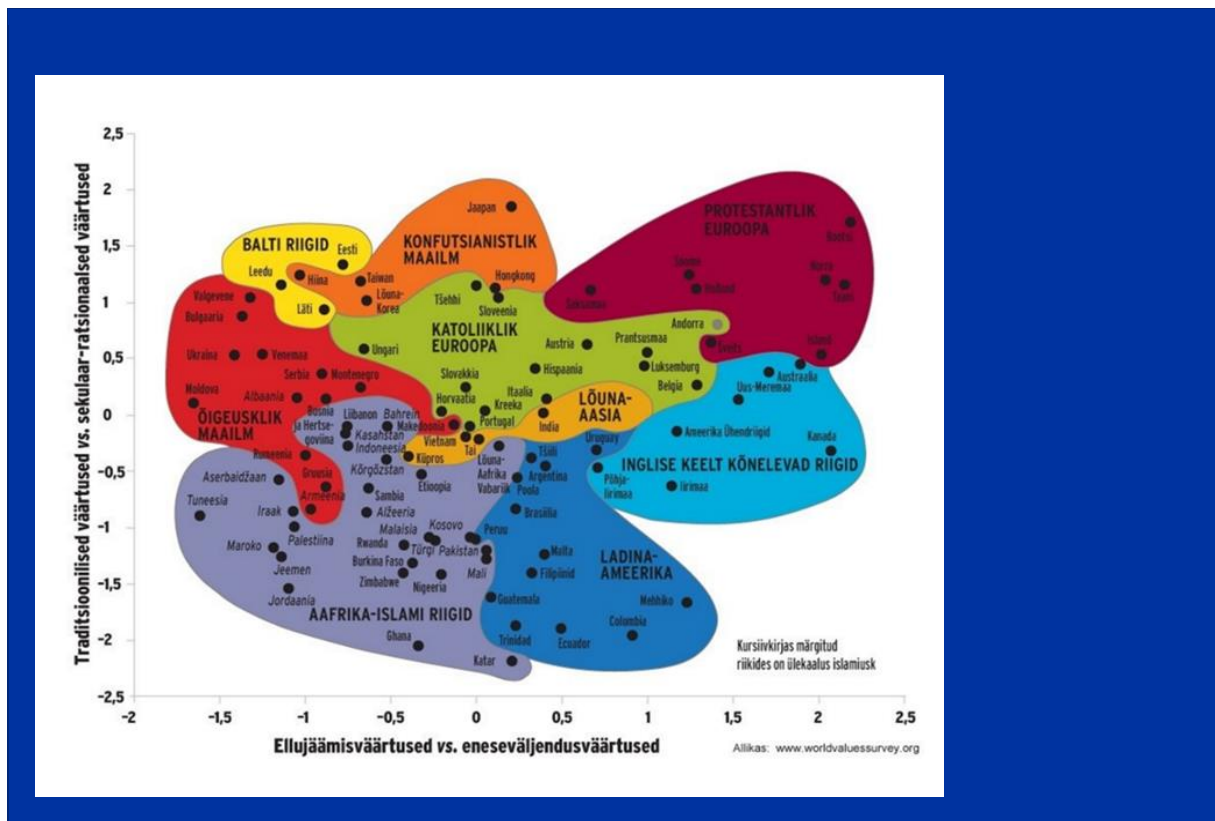 2,5
2
1,5
1
0,5
0
-0,5
-1
-1,5
-2
-2,5
-2
-1,5
-1
-0,5
0
0,5
1
1,5
2
2,5
Traditsioonilised väärtused vs. sekulaar-ratsionaalsed väärtused
Ellujäämisväärtused vs. eneseväljendusväärtused
BALTI RIIGID
Eesti
Leedu
Läti
KONFUTSIANISTLIK
MAAILM
Jaapan
Hiina
Taiwan
Lõuna-
Korea
Hongkong
PROTESTANTLIK
EUROOPA
Rootsi
Soome
Holland
Norra
Taani
Saksamaa
Šveits
Island
KATOLIIKLIK
EUROOPA
Tšehhi
Sloveenia
Andorra
Ungari
Austria
Prantsusmaa
Luksemburg
Hispaania
Belgia
Slovakkia
Horvaatia
Itaalia
Kreeka
Portugal
ÕIGEUSKLIK
MAAILM
Valgevene
Bulgaaria
Ukraina
Venemaa
Serbia
Montenegro
Moldova
Albaania
Bosnia
ja Hertse-
goviina
Makedoonia
Rumeenia
Gruusia
Armeenia
LÕUNA-
AASIA
India
Vietnam
Tai
Küpros
INGLISE KEELT KÕNELEVAD RIIGID
Austraalia
Uus-Meremaa
Ameerika Ühendriigid
Kanada
Põhja-
Iirimaa
Iirimaa
LADINA-
AMEERIKA
Uruguay
Tšiili
Argentina
Poola
Brasiilia
Peruu
Malta
Filipiinid
Guatemala
Mehhiko
Trinidad
Ecuador
Columbia
AAFRIKA-ISLAMI RIIGID
Liibanon
Bahrein
Kasahstan
Indoneesia
Kõrgõzstan
Lõuna-
Aafrika
Vabariik
Etioopia
Aserbaidžaan
Tuneesia
Iraak
Palestiina
Maroko
Jeemen
Jordaania
Sambia
Alžeeria
Malaisia
Kosovo
Rwanda
Türgi
Pakistan
Burkina Faso
Mali
Zimbabwe
Nigeeria
Ghana
Katar
Kursiivkirjas märgitud
riikides on ülekaalus islamiusk
Allikas: www.worldvaluessurvey.org